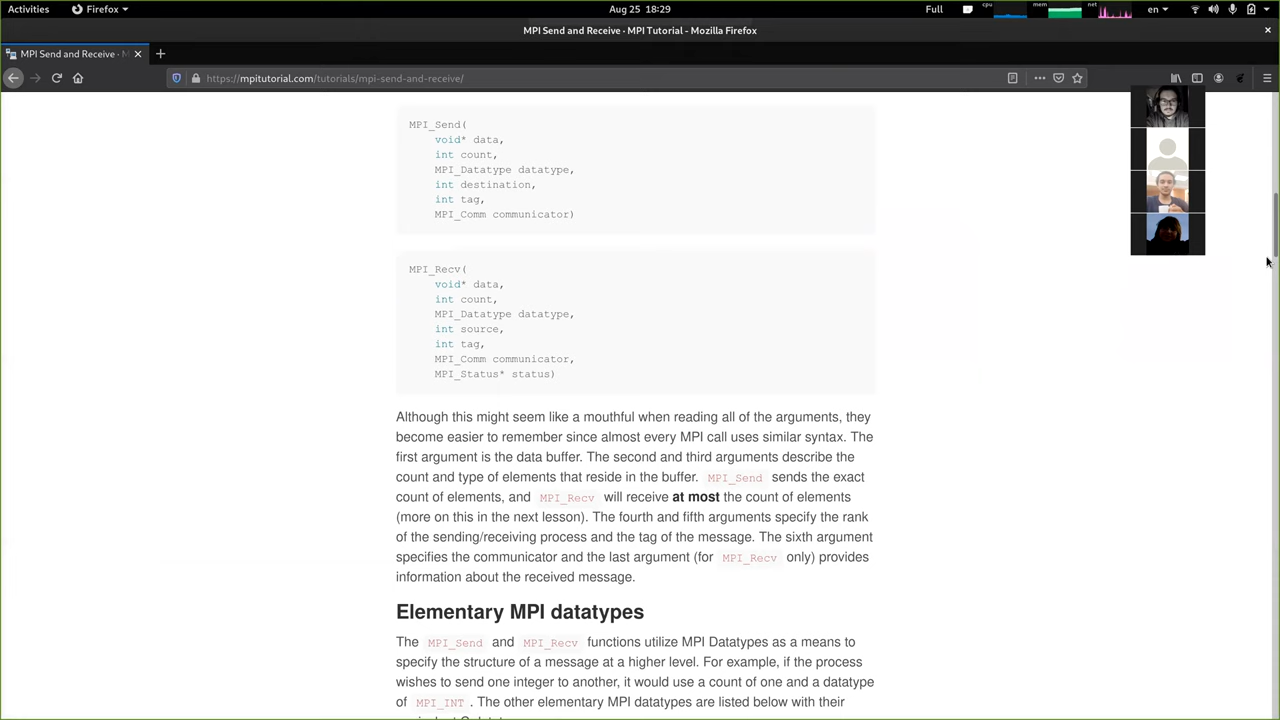 Activities
Firefox
Aug 25 18:29
Full
cpu
mem
net
en
MPI Send and Receive · MPI Tutorial - Mozilla Firefox
MPI Send and Receive · M
https://mpitutorial.com/tutorials/mpi-send-and-receive/
MPI_Send(
void* data,
int count,
MPI_Datatype datatype,
int destination,
int tag,
MPI_Comm communicator)
MPI_Recv(
void* data,
int count,
MPI_Datatype datatype,
int source,
int tag,
MPI_Comm communicator,
MPI_Status* status)
Although this might seem like a mouthful when reading all of the arguments, they
become easier to remember since almost every MPI call uses similar syntax. The
first argument is the data buffer. The second and third arguments describe the
count and type of elements that reside in the buffer. MPI_Send sends the exact
count of elements, and MPI_Recv will receive at most the count of elements
(more on this in the next lesson). The fourth and fifth arguments specify the rank
of the sending/receiving process and the tag of the message. The sixth argument
specifies the communicator and the last argument (for MPI_Recv only) provides
information about the received message.
Elementary MPI datatypes
The MPI_Send and MPI_Recv functions utilize MPI Datatypes as a means to
specify the structure of a message at a higher level. For example, if the process
wishes to send one integer to another, it would use a count of one and a datatype
of MPI_INT . The other elementary MPI datatypes are listed below with their